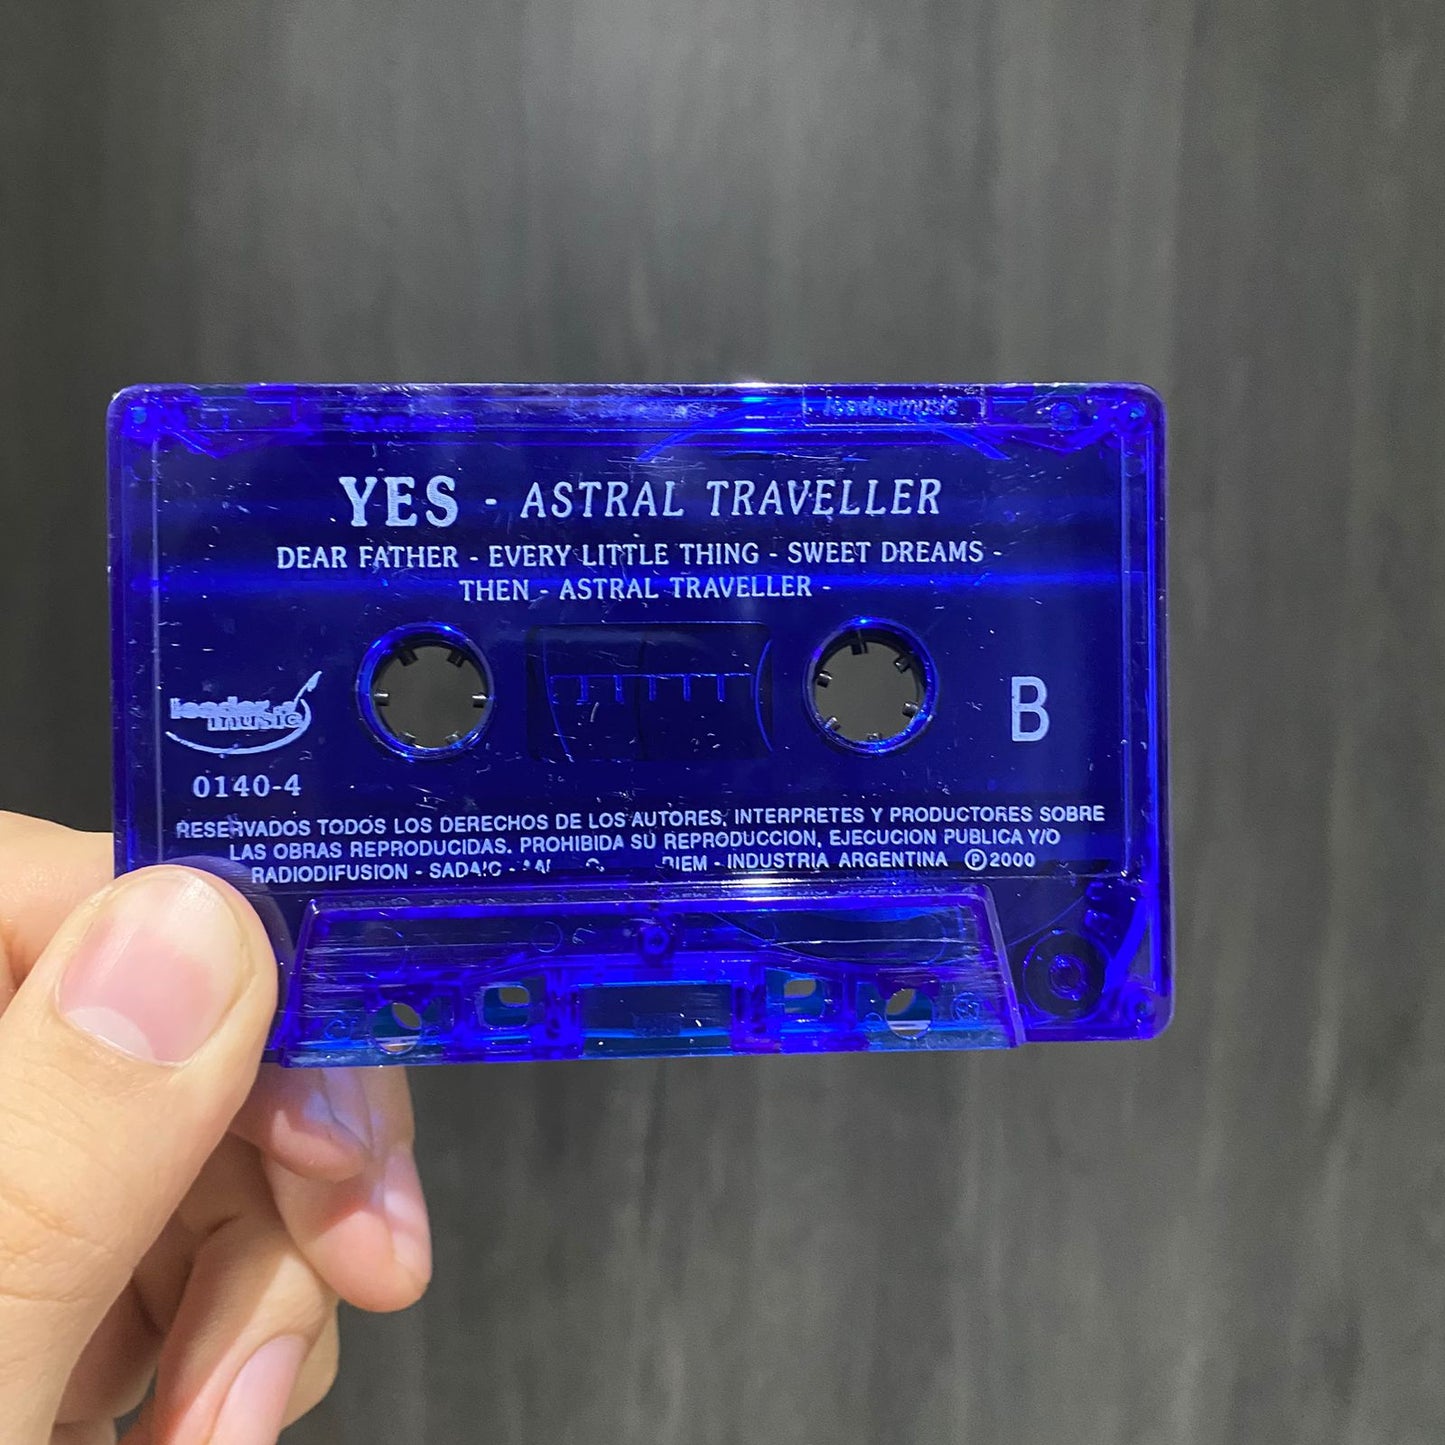 leadermusic
YES - ASTRAL TRAVELLER
DEAR FATHER - EVERY LITTLE THING - SWEET DREAMS -
THEN - ASTRAL TRAVELLER -
leader
music
B
0140-4
RESERVADOS TODOS LOS DERECHOS DE LOS AUTORES, INTERPRETES Y PRODUCTORES SOBRE
LAS OBRAS REPRODUCIDAS. PROHIBIDA SU REPRODUCCION, EJECUCION PUBLICA Y/O
RADIODIFUSION - SADAIC - - INDUSTRIA ARGENTINA Ⓟ 2000